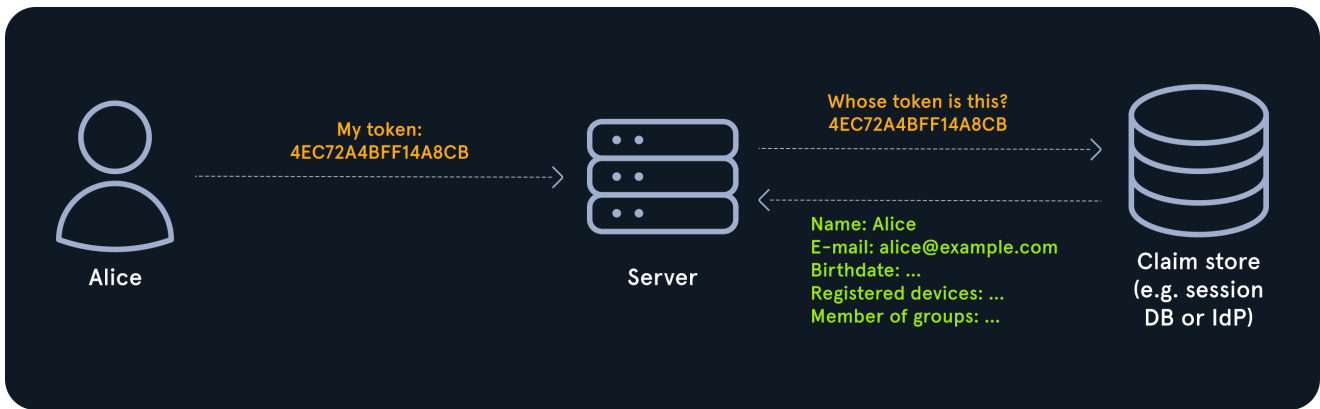 My token:
4EC72A4BFF14A8CB
Alice
Server
Whose token is this?
4EC72A4BFF14A8CB
Name: Alice
E-mail: alice@example.com
Birthdate: ...
Registered devices: ...
Member of groups: ...
Claim store
(e.g. session
DB or IdP)